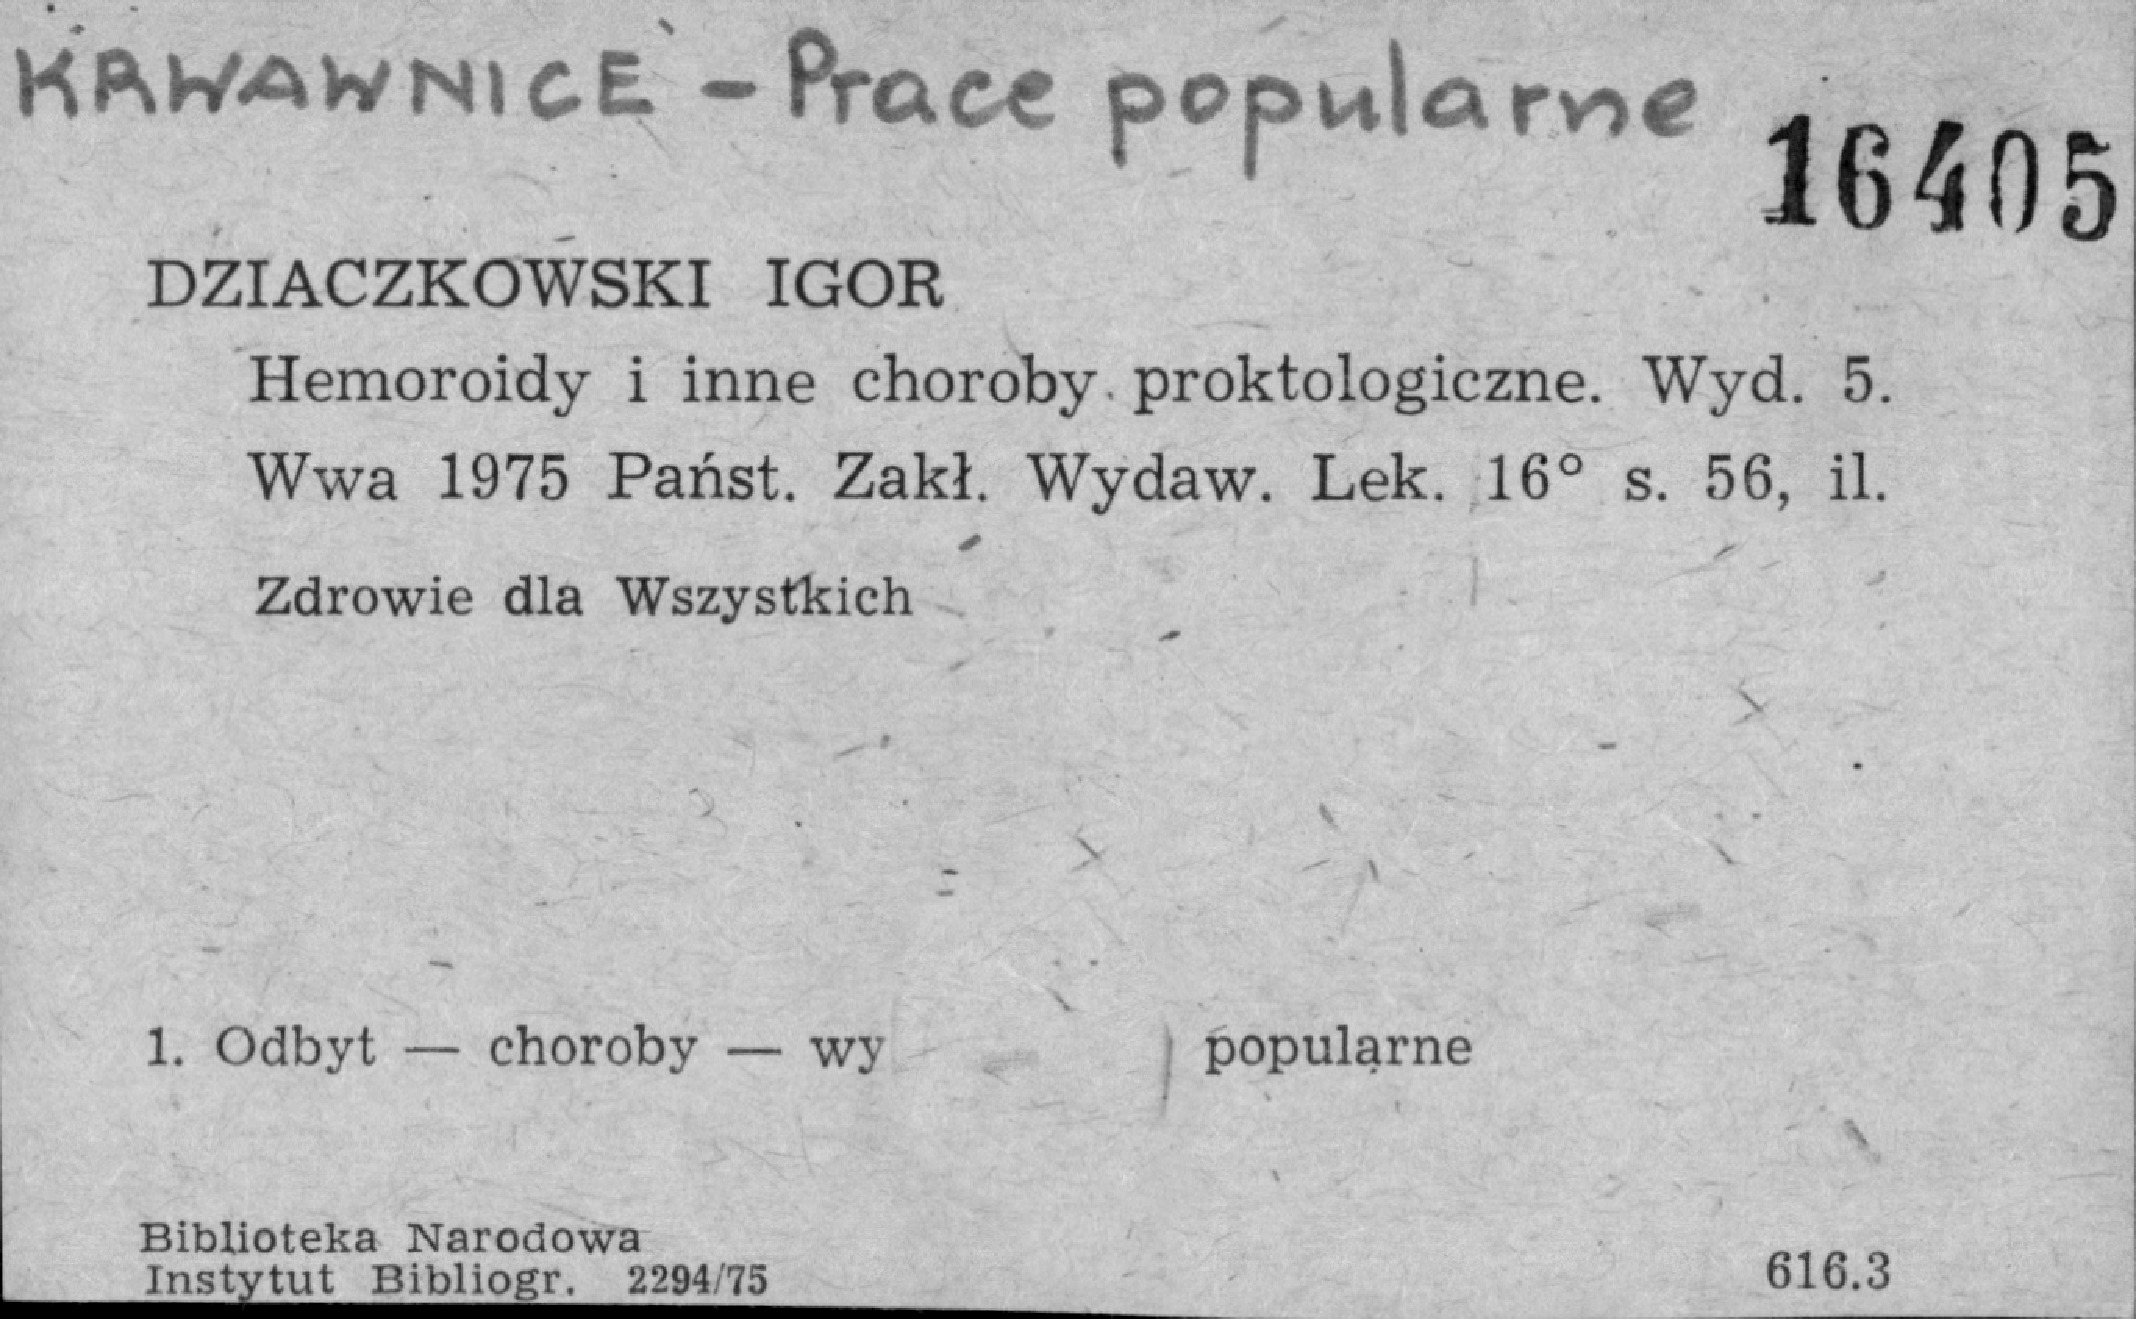 KRWAWNICE - Prace popularne
16405
DZIACZKOWSKI IGOR
Hemoroidy i inne choroby proktologiczne. Wyd. 5.
Wwa 1975 Państ. Zakł. Wydaw. Lek. 16° s. 56, il.
Zdrowie dla Wszystkich
1. Odbyt — choroby — wy popularne
Biblioteka Narodowa
Instytut Bibliogr. 2294/75
616.3